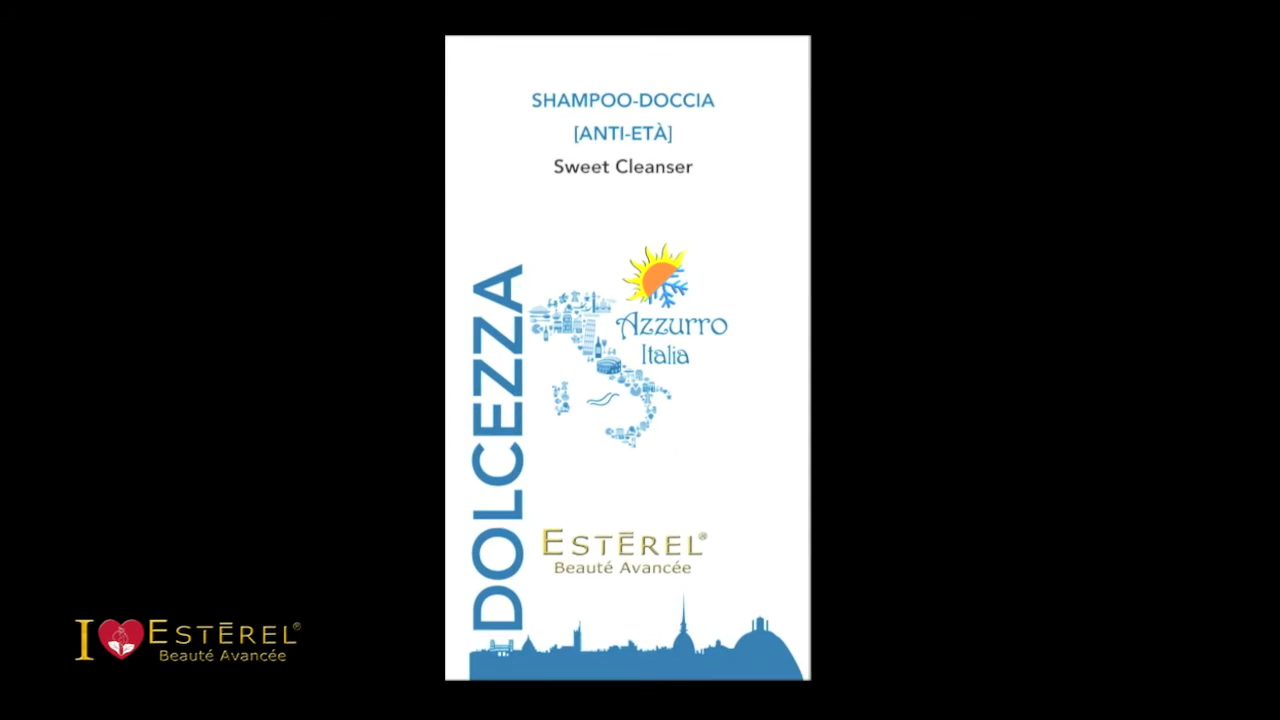 SHAMPOO-DOCCIA
[ANTI-ETÀ]
Sweet Cleanser
DOLCEZZA
Azzurro
Italia
ESTĒREL®
Beauté Avancée
I ESTĒREL®
Beauté Avancée